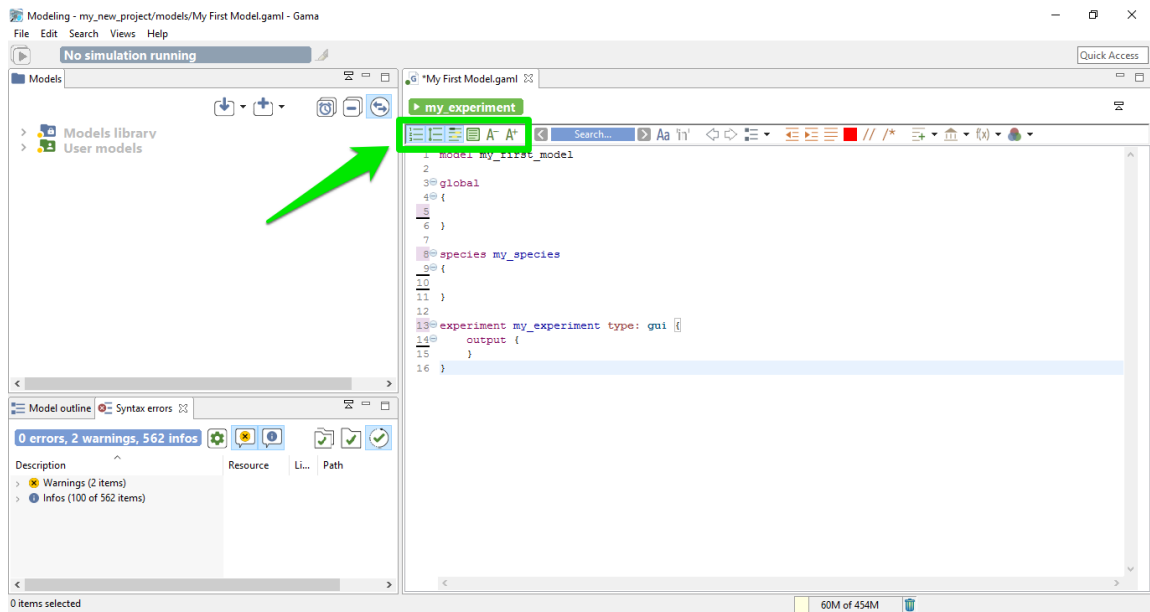 Modeling - my_new_project/models/My First Model.gaml - Gama
File Edit Search Views Help
No simulation running
Quick Access
Models
*My First Model.gaml
my_experiment
A- A+ Search... Aa 'in' // /* f(x)
Models library
User models
1 model my_first_model
2
3 global
4 {
5
6 }
7
8 species my_species
9 {
10
11 }
12
13 experiment my_experiment type: gui {
14 output {
15 }
16 }
Model outline
Syntax errors
0 errors, 2 warnings, 562 infos
Description Resource Li... Path
Warnings (2 items)
Infos (100 of 562 items)
0 items selected
60M of 454M